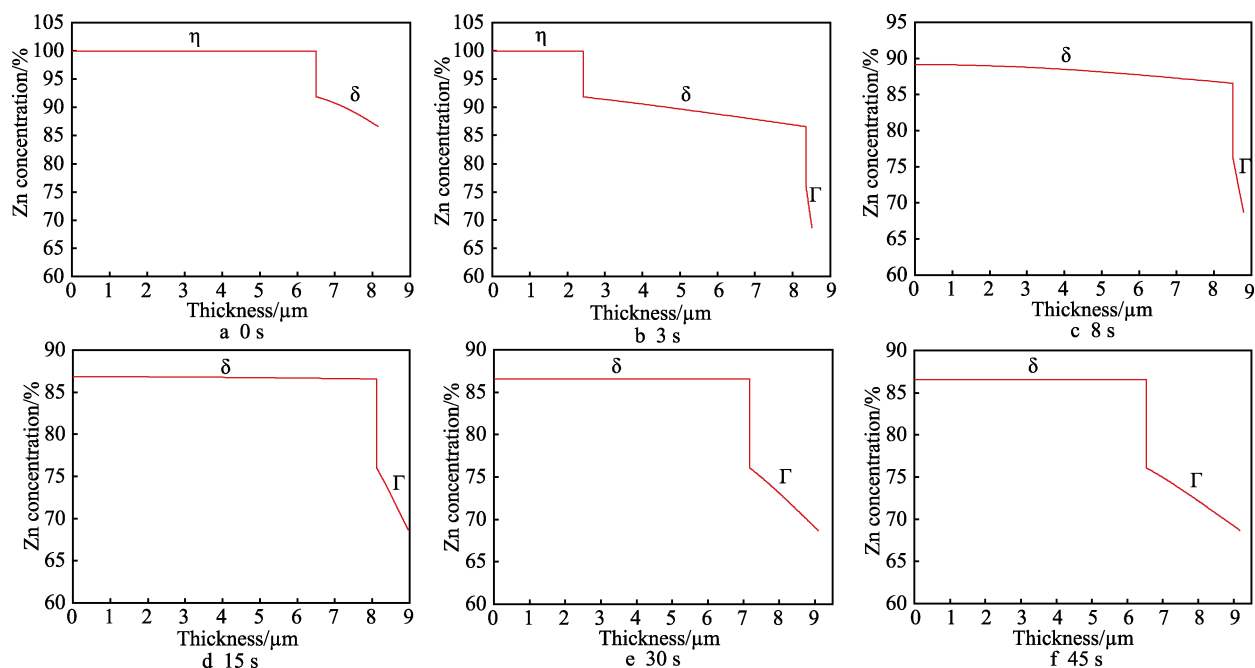 105
100
95
90
85
80
75
70
65
60
Zn concentration/%
η
δ
0 1 2 3 4 5 6 7 8 9
Thickness/µm
a 0 s
105
100
95
90
85
80
75
70
65
60
Zn concentration/%
η
δ
Γ
0 1 2 3 4 5 6 7 8 9
Thickness/µm
b 3 s
95
90
85
80
75
70
65
60
Zn concentration/%
δ
Γ
0 1 2 3 4 5 6 7 8 9
Thickness/µm
c 8 s
90
85
80
75
70
65
60
Zn concentration/%
δ
Γ
0 1 2 3 4 5 6 7 8 9
Thickness/µm
d 15 s
90
85
80
75
70
65
60
Zn concentration/%
δ
Γ
0 1 2 3 4 5 6 7 8 9
Thickness/µm
e 30 s
90
85
80
75
70
65
60
Zn concentration/%
δ
Γ
0 1 2 3 4 5 6 7 8 9
Thickness/µm
f 45 s